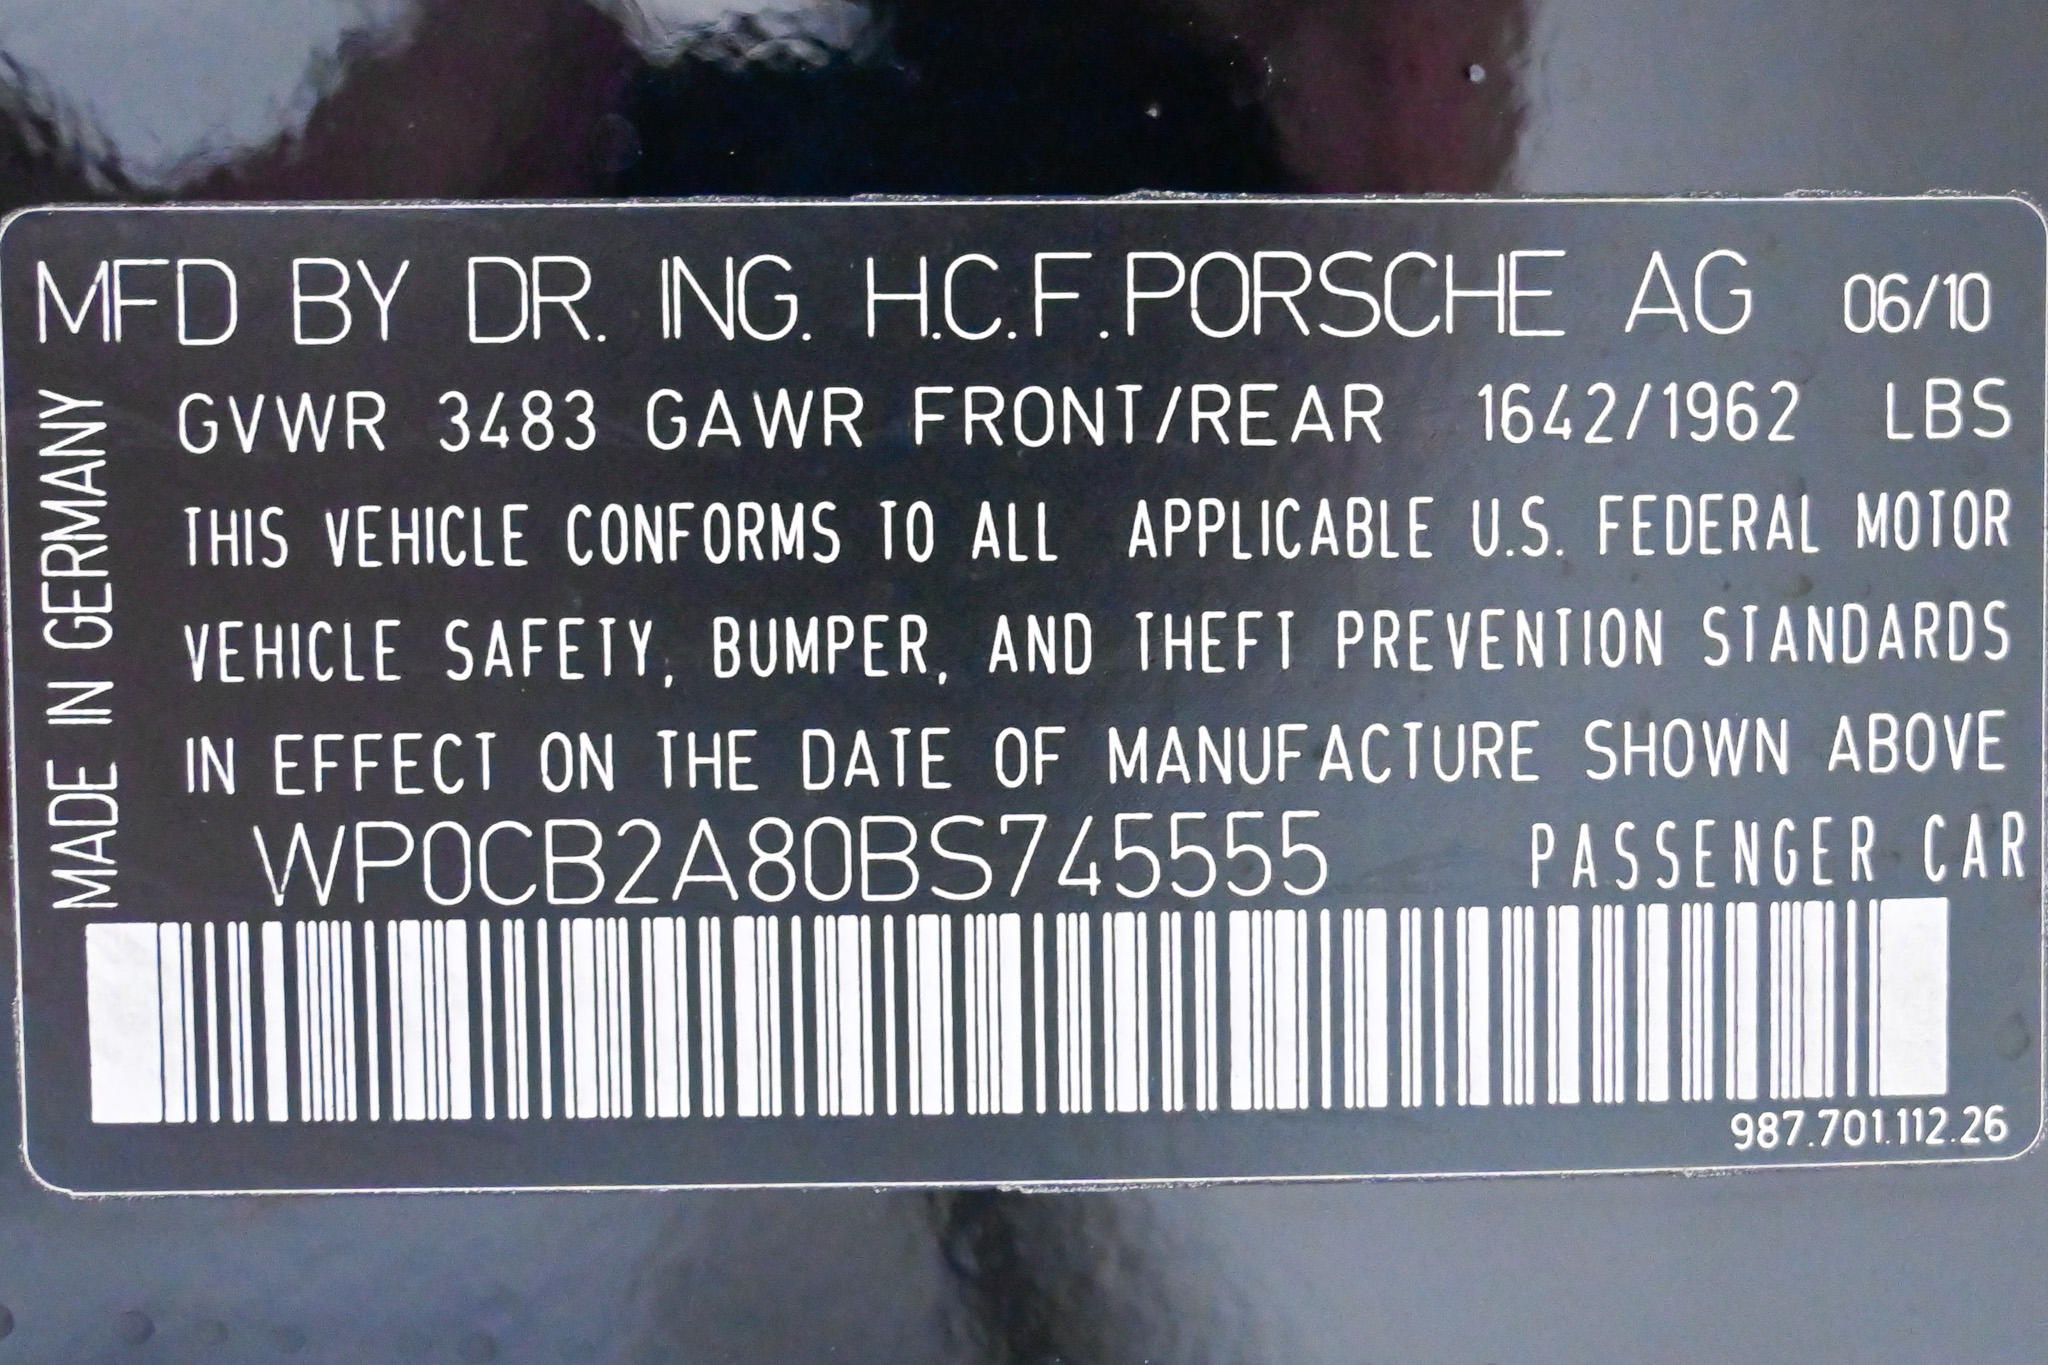 MFD BY DR. ING. H.C.F.PORSCHE AG 06/10
MADE IN GERMANY
GVWR 3483 GAWR FRONT/REAR 1642/1962 LBS
THIS VEHICLE CONFORMS TO ALL APPLICABLE U.S. FEDERAL MOTOR
VEHICLE SAFETY, BUMPER, AND THEFT PREVENTION STANDARDS
IN EFFECT ON THE DATE OF MANUFACTURE SHOWN ABOVE
WP0CB2A80BS745555 PASSENGER CAR
987.701.112.26